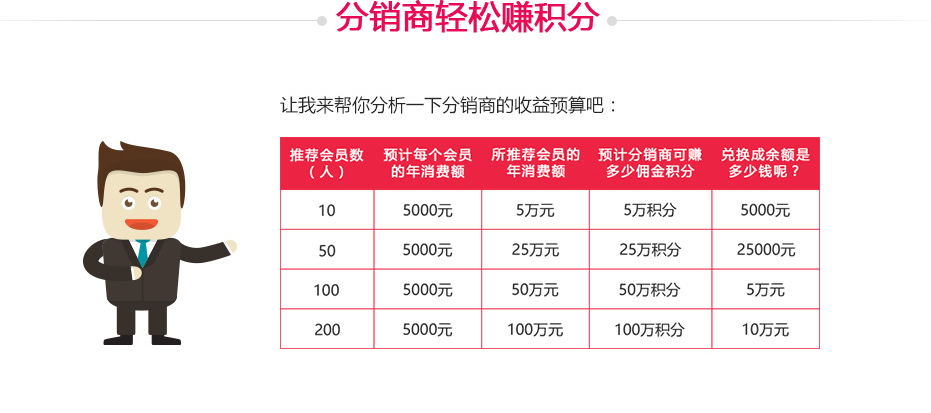 分销商轻松赚积分
让我来帮你分析一下分销商的收益预算吧：
推荐会员数（人） 预计每个会员的年消费额 所推荐会员的年消费额 预计分销商可赚多少佣金积分 兑换成余额是多少钱呢？
10 5000元 5万元 5万积分 5000元
50 5000元 25万元 25万积分 25000元
100 5000元 50万元 50万积分 5万元
200 5000元 100万元 100万积分 10万元